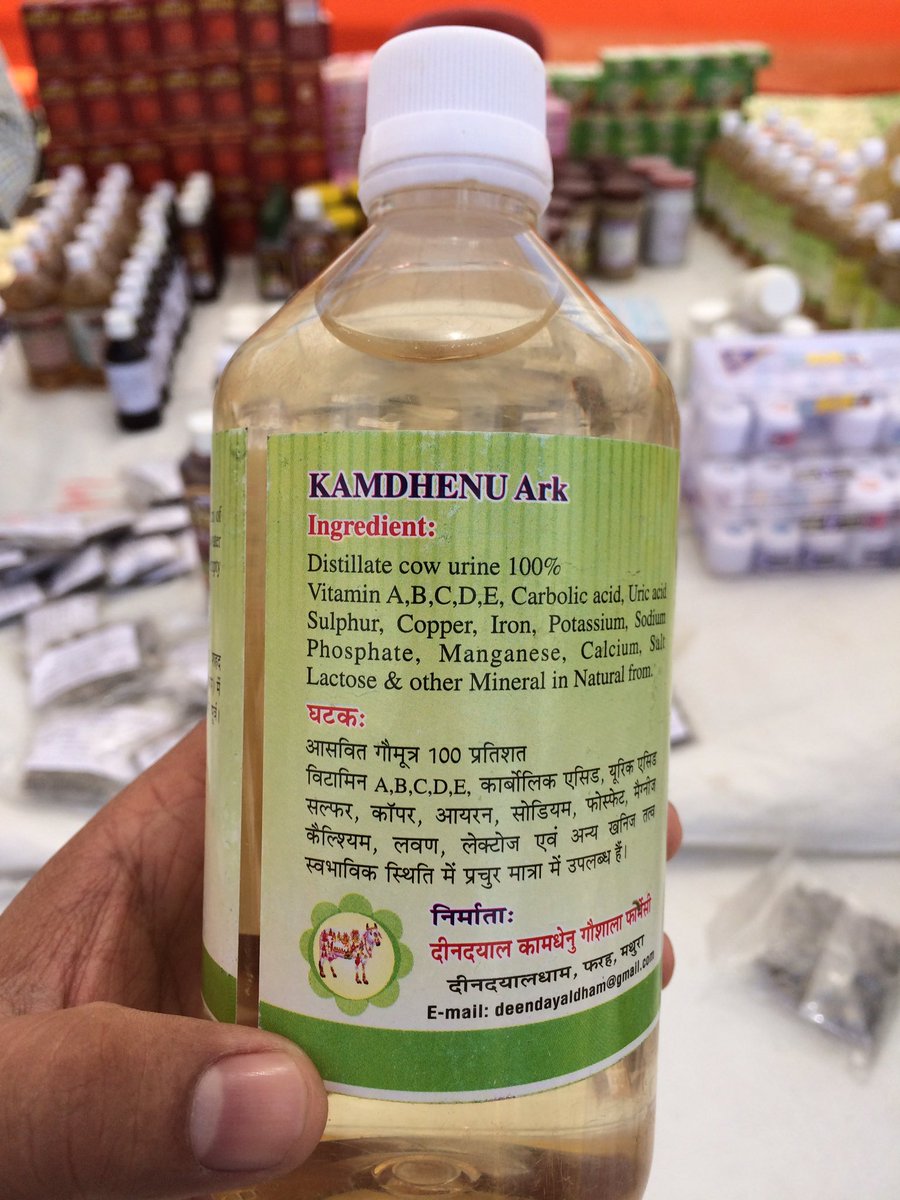 KAMDHENU Ark
Ingredient:
Distillate cow urine 100%
Vitamin A,B,C,D,E, Carbolic acid, Uric acid
Sulphur, Copper, Iron, Potassium, Sodium
Phosphate, Manganese, Calcium, Salt
Lactose & other Mineral in Natural from.
घटक:
आसवित गौमूत्र 100 प्रतिशत
विटामिन A,B,C,D,E, कार्बोलिक एसिड, यूरिक एसिड
सल्फर, कॉपर, आयरन, सोडियम, फोस्फेट, मैग्नीज
कैल्शियम, लवण, लेक्टोज एवं अन्य खनिज तत्व
स्वभाविक स्थिति में प्रचुर मात्रा में उपलब्ध हैं।
निर्माता:
दीनदयाल कामधेनु गौशाला फार्मेसी
दीनदयालधाम, फरह, मथुरा
E-mail: deendayaldham@gmail.com